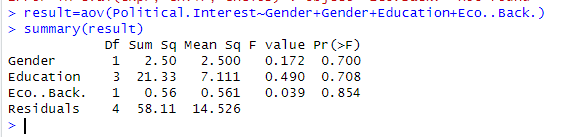 > result=aov(Political.Interest~Gender+Gender+Education+Eco..Back.)
> summary(result)
            Df Sum Sq Mean Sq F value Pr(>F)
Gender       1   2.50   2.500   0.172  0.700
Education    3  21.33   7.111   0.490  0.708
Eco..Back.   1   0.56   0.561   0.039  0.854
Residuals    4  58.11  14.526
>